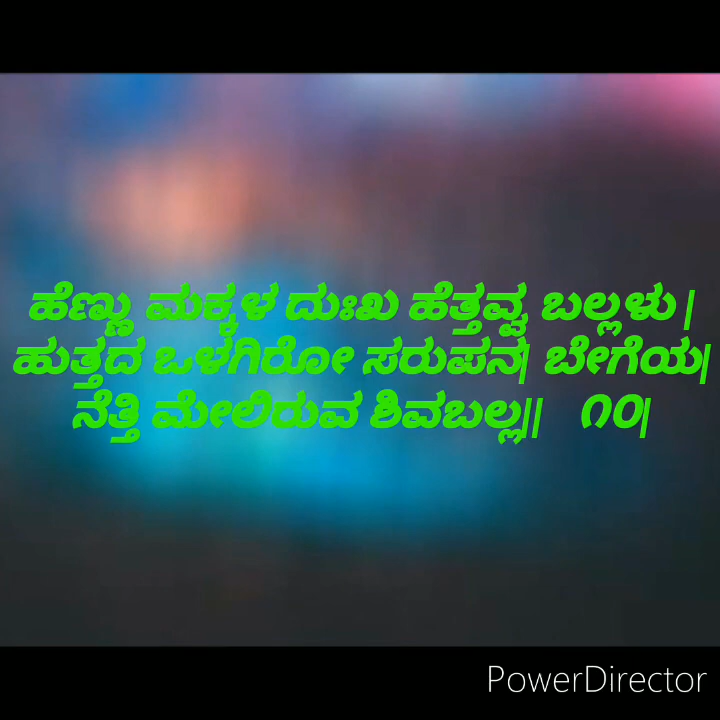 ಹೆಣ್ಣು ಮಕ್ಕಳ ದುಃಖ ಹೆತ್ತವ್ವ ಬಲ್ಲಳು|
ಹುತ್ತದ ಒಳಗಿರೋ ಸರುಪನ| ಬೇಗೆಯ|
ನೆತ್ತಿ ಮೇಲಿರುವ ಶಿವಬಲ್ಲ|| ೧೦|
PowerDirector